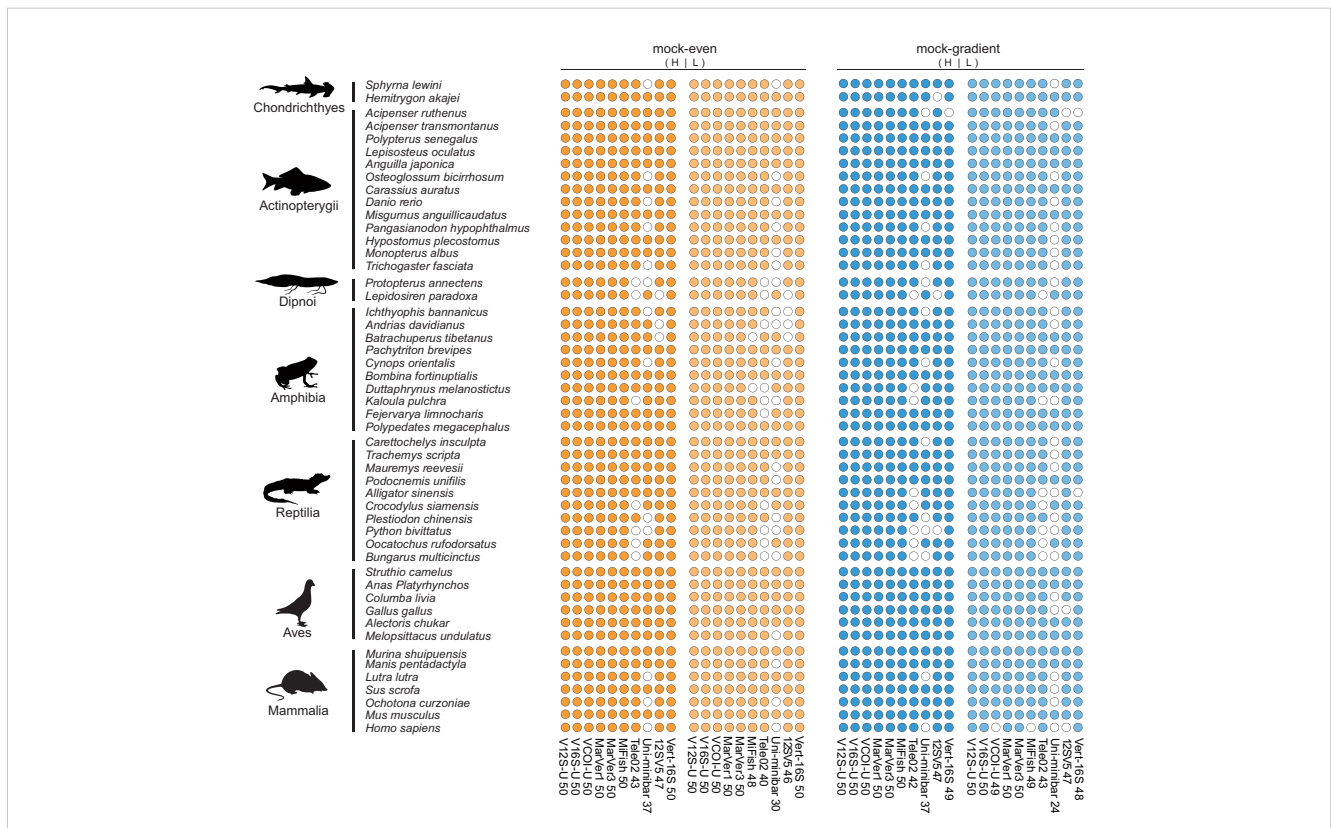 mock-even
( H | L )
mock-gradient
( H | L )
Chondrichthyes
Sphyrna lewini
Hemitrygon akajei
Actinopterygii
Acipenser ruthenus
Acipenser transmontanus
Polypterus senegalus
Lepisosteus oculatus
Anguilla japonica
Osteoglossum bicirrhosum
Carassius auratus
Danio rerio
Misgurnus anguillicaudatus
Pangasianodon hypophthalmus
Hypostomus plecostomus
Monopterus albus
Trichogaster fasciata
Dipnoi
Protopterus annectens
Lepidosiren paradoxa
Amphibia
Ichthyophis bannanicus
Andrias davidianus
Batrachuperus tibetanus
Pachytriton brevipes
Cynops orientalis
Bombina fortinuptialis
Duttaphrynus melanostictus
Kaloula pulchra
Fejervarya limnocharis
Polypedates megacephalus
Reptilia
Carettochelys insculpta
Trachemys scripta
Mauremys reevesii
Podocnemis unifilis
Alligator sinensis
Crocodylus siamensis
Plestiodon chinensis
Python bivittatus
Oocatochus rufodorsatus
Bungarus multicinctus
Aves
Struthio camelus
Anas Platyrhynchos
Columba livia
Gallus gallus
Alectoris chukar
Melopsittacus undulatus
Mammalia
Murina shuipuensis
Manis pentadactyla
Lutra lutra
Sus scrofa
Ochotona curzoniae
Mus musculus
Homo sapiens
V12S-U 50
V16S-U 50
VCOI-U 50
MarVer1 50
MarVer3 50
MiFish 50
Tele02 43
Uni-minibar 37
12SV5 47
Vert-16S 50
V12S-U 50
V16S-U 50
VCOI-U 50
MarVer1 50
MarVer3 50
MiFish 48
Tele02 40
Uni-minibar 30
12SV5 46
Vert-16S 50
V12S-U 50
V16S-U 50
VCOI-U 50
MarVer1 50
MarVer3 50
MiFish 50
Tele02 42
Uni-minibar 37
12SV5 47
Vert-16S 49
V12S-U 50
V16S-U 50
VCOI-U 49
MarVer1 50
MarVer3 50
MiFish 49
Tele02 43
Uni-minibar 24
12SV5 47
Vert-16S 48